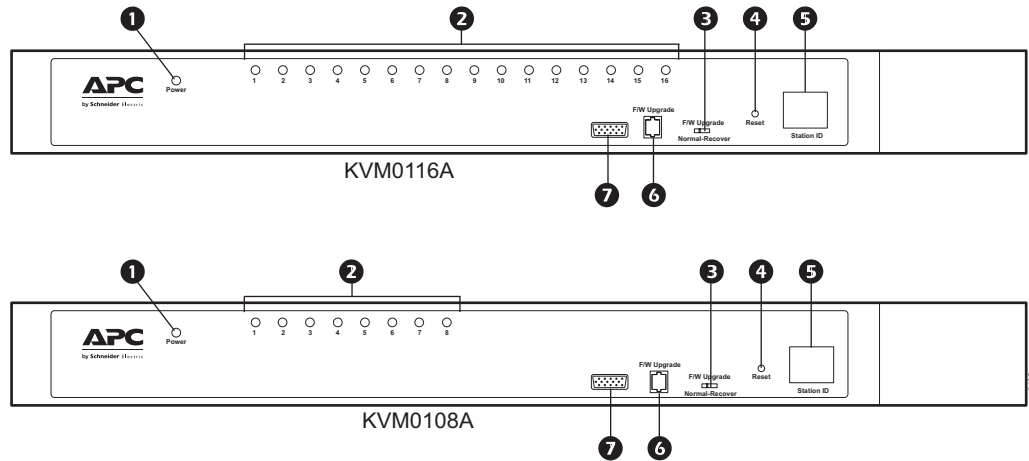 1 2 3 4 5
APC
by Schneider Electric
Power
1 2 3 4 5 6 7 8 9 10 11 12 13 14 15 16
F/W Upgrade
F/W Upgrade
Normal-Recover
Reset
Station ID
KVM0116A
7 6
1 2 3 4 5
APC
by Schneider Electric
Power
1 2 3 4 5 6 7 8
F/W Upgrade
F/W Upgrade
Normal-Recover
Reset
Station ID
KVM0108A
7 6